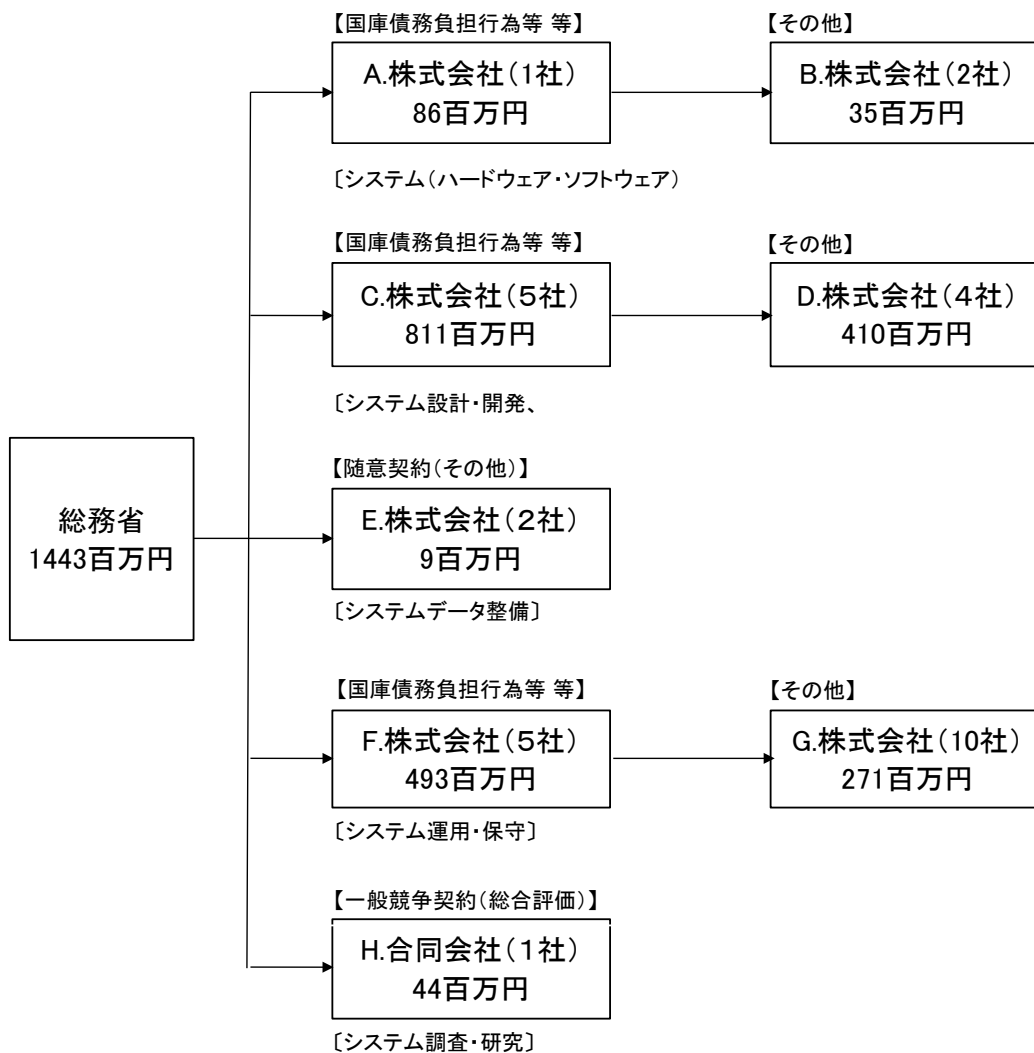 【国庫債務負担行為等 等】
A.株式会社（1社）
86百万円
〔システム（ハードウェア・ソフトウェア）
【その他】
B.株式会社（2社）
35百万円
【国庫債務負担行為等 等】
C.株式会社（５社）
811百万円
〔システム設計・開発、
【その他】
D.株式会社（４社）
410百万円
総務省
1443百万円
【随意契約（その他）】
E.株式会社（２社）
9百万円
〔システムデータ整備〕
【国庫債務負担行為等 等】
F.株式会社（５社）
493百万円
〔システム運用・保守〕
【その他】
G.株式会社（10社）
271百万円
【一般競争契約（総合評価）】
H.合同会社（１社）
44百万円
〔システム調査・研究〕